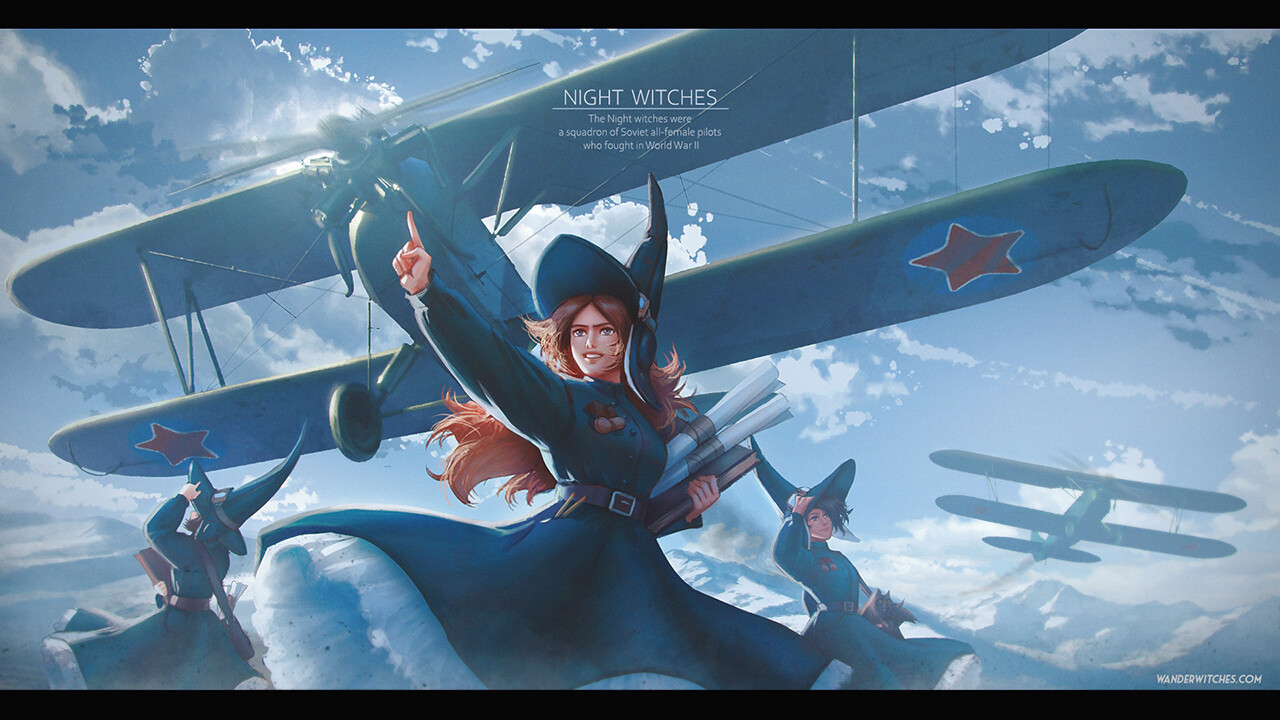 NIGHT WITCHES
The Night witches were
a squadron of Soviet all-female pilots
who fought in World War II
WANDERWITCHES.COM